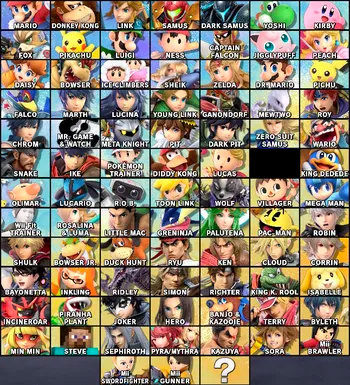 MARIO DONKEY KONG LINK SAMUS DARK SAMUS YOSHI KIRBY
FOX PIKACHU LUIGI NESS CAPTAIN FALCON JIGGLYPUFF PEACH
DAISY BOWSER ICE CLIMBERS SHEIK ZELDA DR. MARIO PICHU
FALCO MARTH LUCINA YOUNG LINK GANONDORF MEWTWO ROY
CHROM MR. GAME & WATCH META KNIGHT PIT DARK PIT ZERO SUIT SAMUS WARIO
SNAKE IKE POKÉMON TRAINER DIDDY KONG LUCAS KING DEDEDE
OLIMAR LUCARIO R.O.B. TOON LINK WOLF VILLAGER MEGA MAN
Wii Fit TRAINER ROSALINA & LUMA LITTLE MAC GRENINJA PALUTENA PAC-MAN ROBIN
SHULK BOWSER JR. DUCK HUNT RYU KEN CLOUD CORRIN
BAYONETTA INKLING RIDLEY SIMON RICHTER KING K. ROOL ISABELLE
INCINEROAR PIRANHA PLANT JOKER HERO BANJO & KAZOOIE TERRY BYLETH
MIN MIN STEVE SEPHIROTH PYRA/MYTHRA KAZUYA SORA Mii BRAWLER
Mii SWORDFIGHTER Mii GUNNER ?